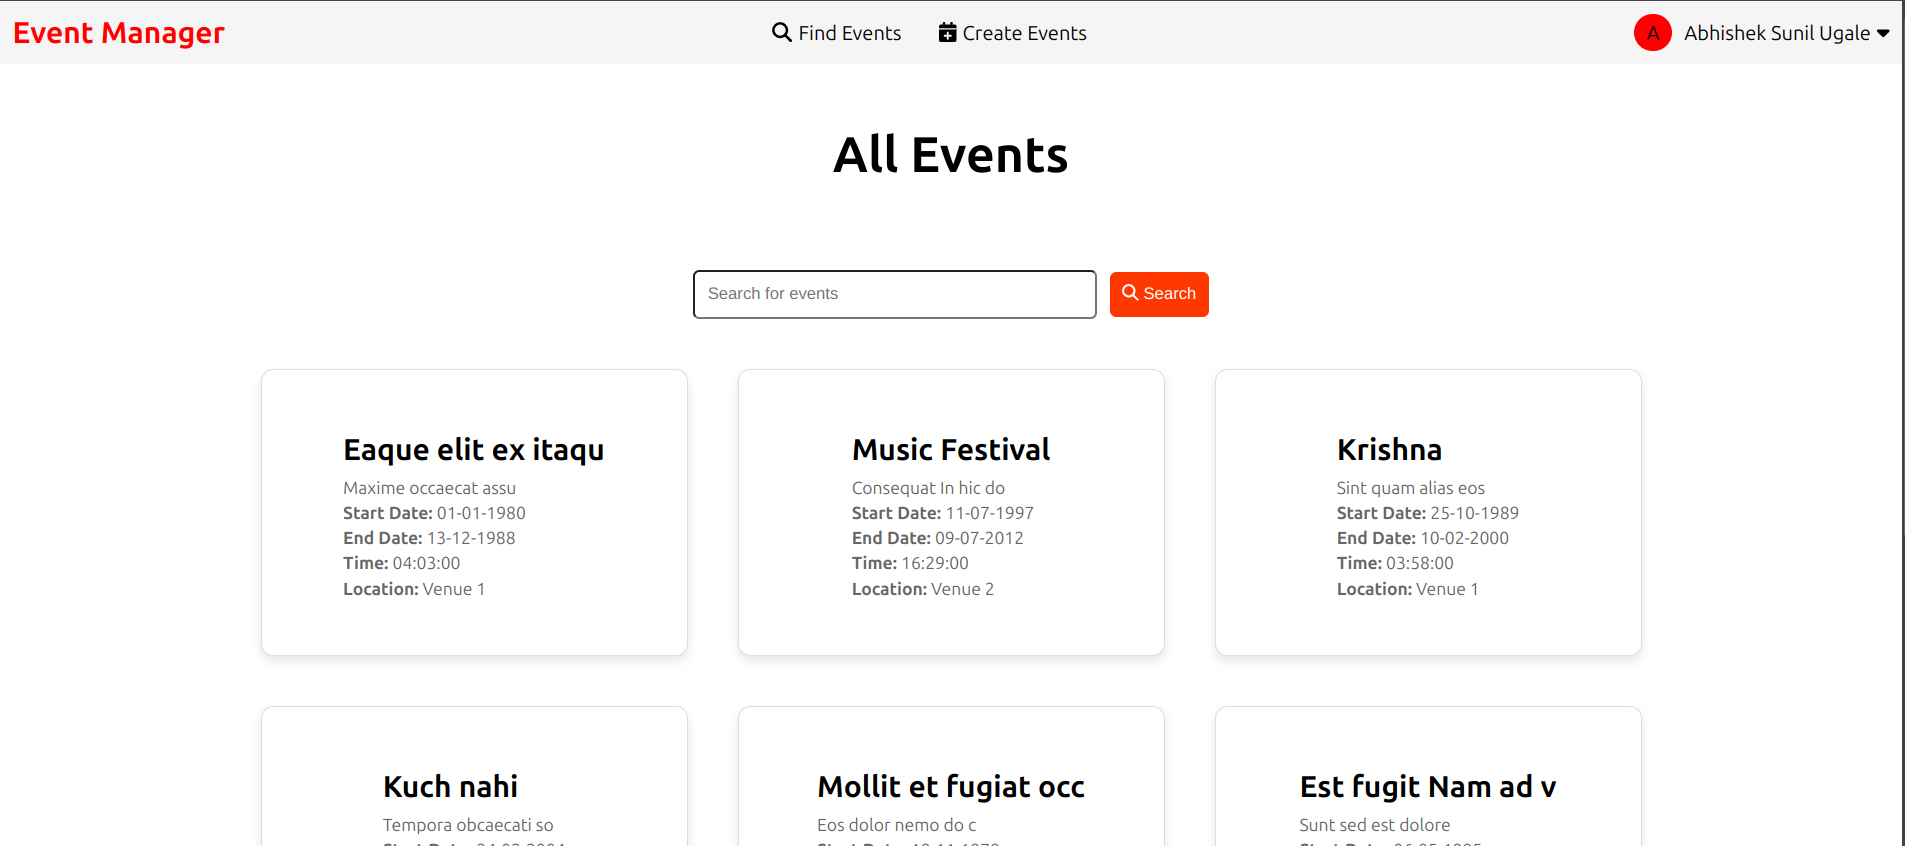 Event Manager
Find Events
Create Events
A
Abhishek Sunil Ugale
All Events
Search for events
Search
Eaque elit ex itaqu
Maxime occaecat assu
Start Date: 01-01-1980
End Date: 13-12-1988
Time: 04:03:00
Location: Venue 1
Music Festival
Consequat In hic do
Start Date: 11-07-1997
End Date: 09-07-2012
Time: 16:29:00
Location: Venue 2
Krishna
Sint quam alias eos
Start Date: 25-10-1989
End Date: 10-02-2000
Time: 03:58:00
Location: Venue 1
Kuch nahi
Tempora obcaecati so
Mollit et fugiat occ
Eos dolor nemo do c
Est fugit Nam ad v
Sunt sed est dolore